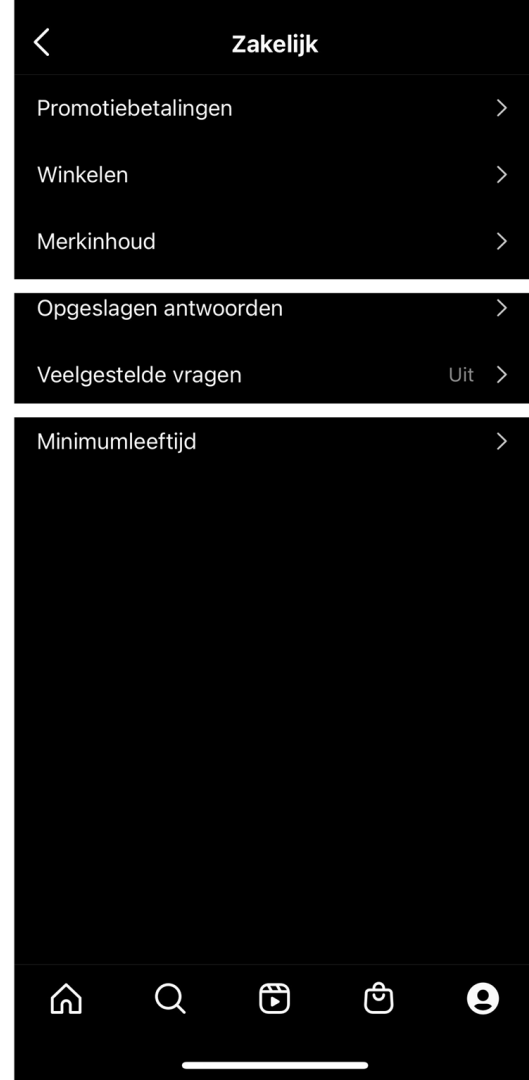 Zakelijk
Promotiebetalingen
Winkelen
Merkinhoud
Opgeslagen antwoorden
Veelgestelde vragen Uit
Minimumleeftijd